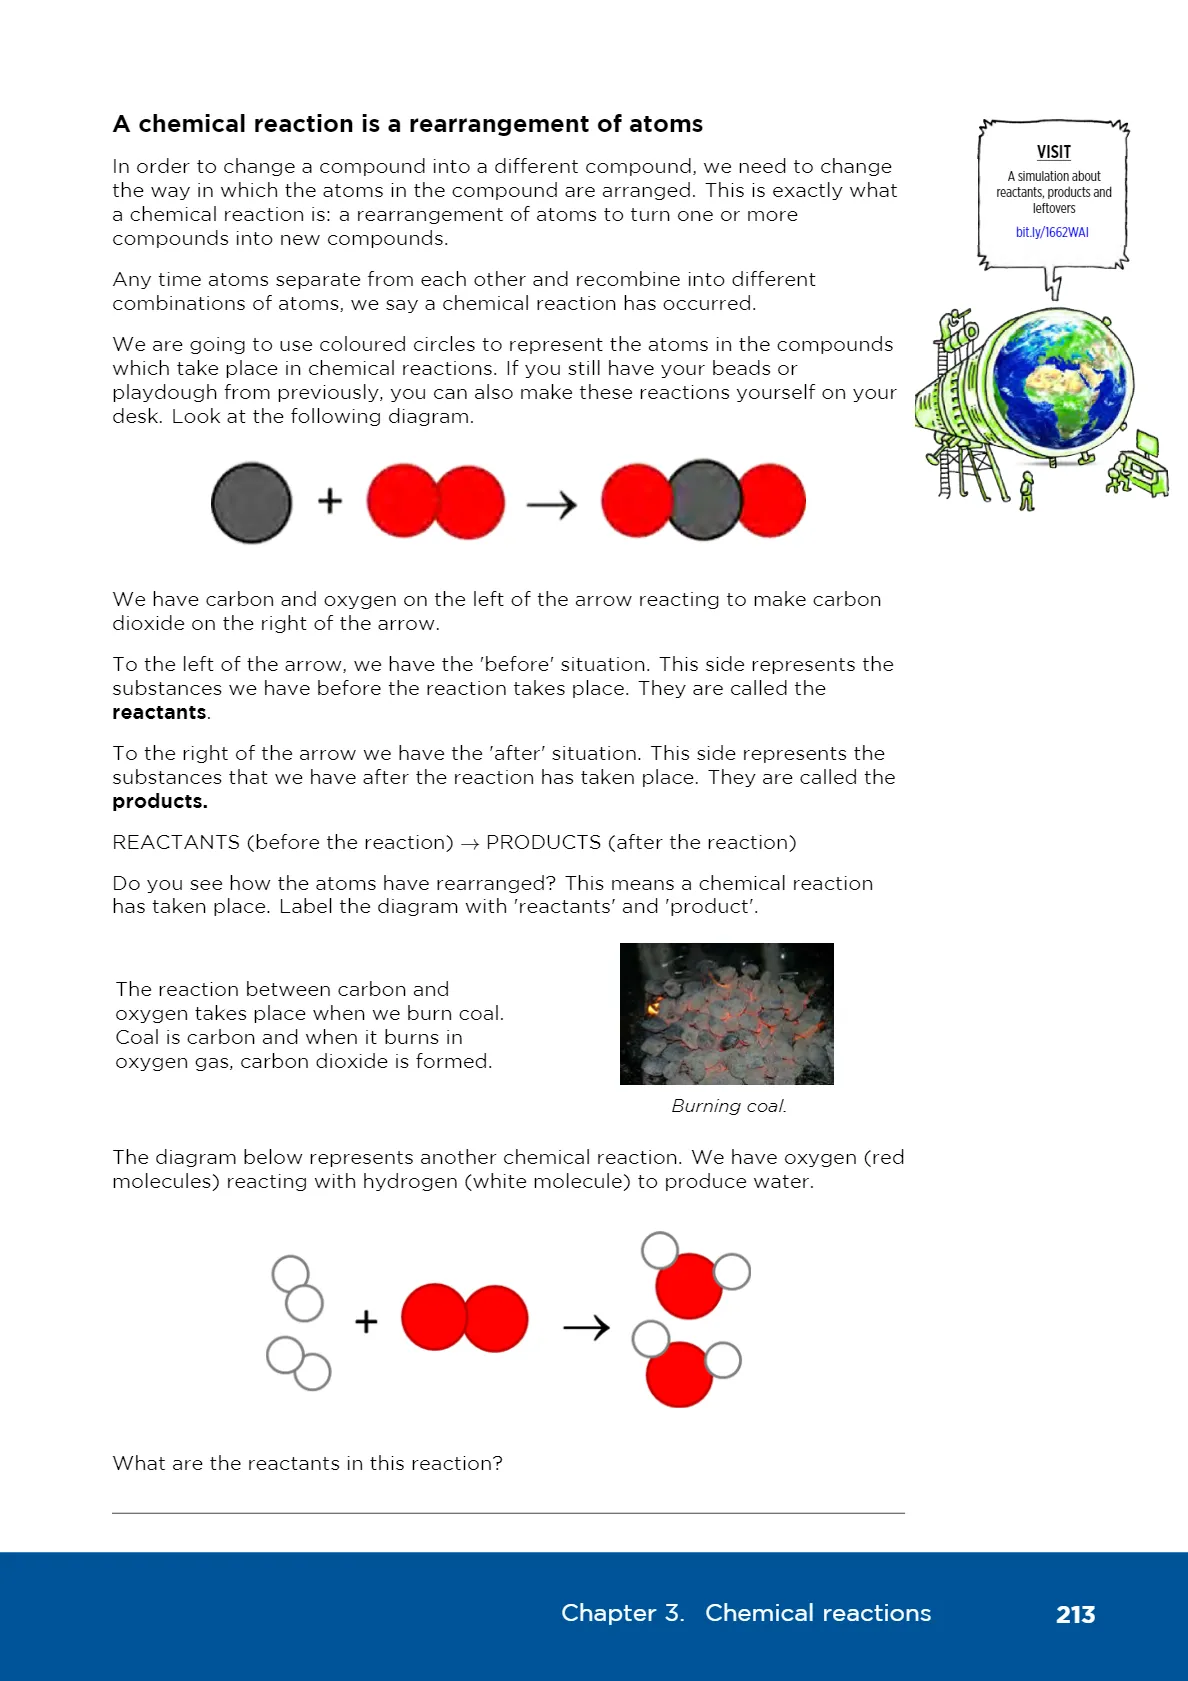 A chemical reaction is a rearrangement of atoms
In order to change a compound into a different compound, we need to change
the way in which the atoms in the compound are arranged. This is exactly what
a chemical reaction is: a rearrangement of atoms to turn one or more
compounds into new compounds.
Any time atoms separate from each other and recombine into different
combinations of atoms, we say a chemical reaction has occurred.
We are going to use coloured circles to represent the atoms in the compounds
which take place in chemical reactions. If you still have your beads or
playdough from previously, you can also make these reactions yourself on your
desk. Look at the following diagram.
VISIT
A simulation about
reactants, products and
leftovers
bit.ly/1662WAI
+ →
We have carbon and oxygen on the left of the arrow reacting to make carbon
dioxide on the right of the arrow.
To the left of the arrow, we have the 'before' situation. This side represents the
substances we have before the reaction takes place. They are called the
reactants.
To the right of the arrow we have the 'after' situation. This side represents the
substances that we have after the reaction has taken place. They are called the
products.
REACTANTS (before the reaction) → PRODUCTS (after the reaction)
Do you see how the atoms have rearranged? This means a chemical reaction
has taken place. Label the diagram with 'reactants' and 'product'.
The reaction between carbon and
oxygen takes place when we burn coal.
Coal is carbon and when it burns in
oxygen gas, carbon dioxide is formed.
Burning coal.
The diagram below represents another chemical reaction. We have oxygen (red
molecules) reacting with hydrogen (white molecule) to produce water.
+ →
What are the reactants in this reaction?
Chapter 3. Chemical reactions 213